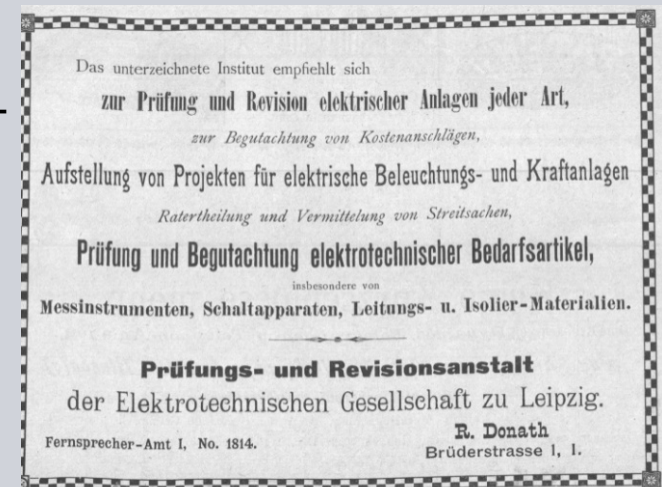 Das unterzeichnete Institut empfiehlt sich
zur Prüfung und Revision elektrischer Anlagen jeder Art,
zur Begutachtung von Kostenanschlägen,
Aufstellung von Projekten für elektrische Beleuchtungs- und Kraftanlagen
Ratertheilung und Vermittelung von Streitsachen,
Prüfung und Begutachtung elektrotechnischer Bedarfsartikel,
insbesondere von
Messinstrumenten, Schaltapparaten, Leitungs- u. Isolier-Materialien.
Prüfungs- und Revisionsanstalt
der Elektrotechnischen Gesellschaft zu Leipzig.
R. Donath
Fernsprecher-Amt I, No. 1814.
Brüderstrasse 1, I.